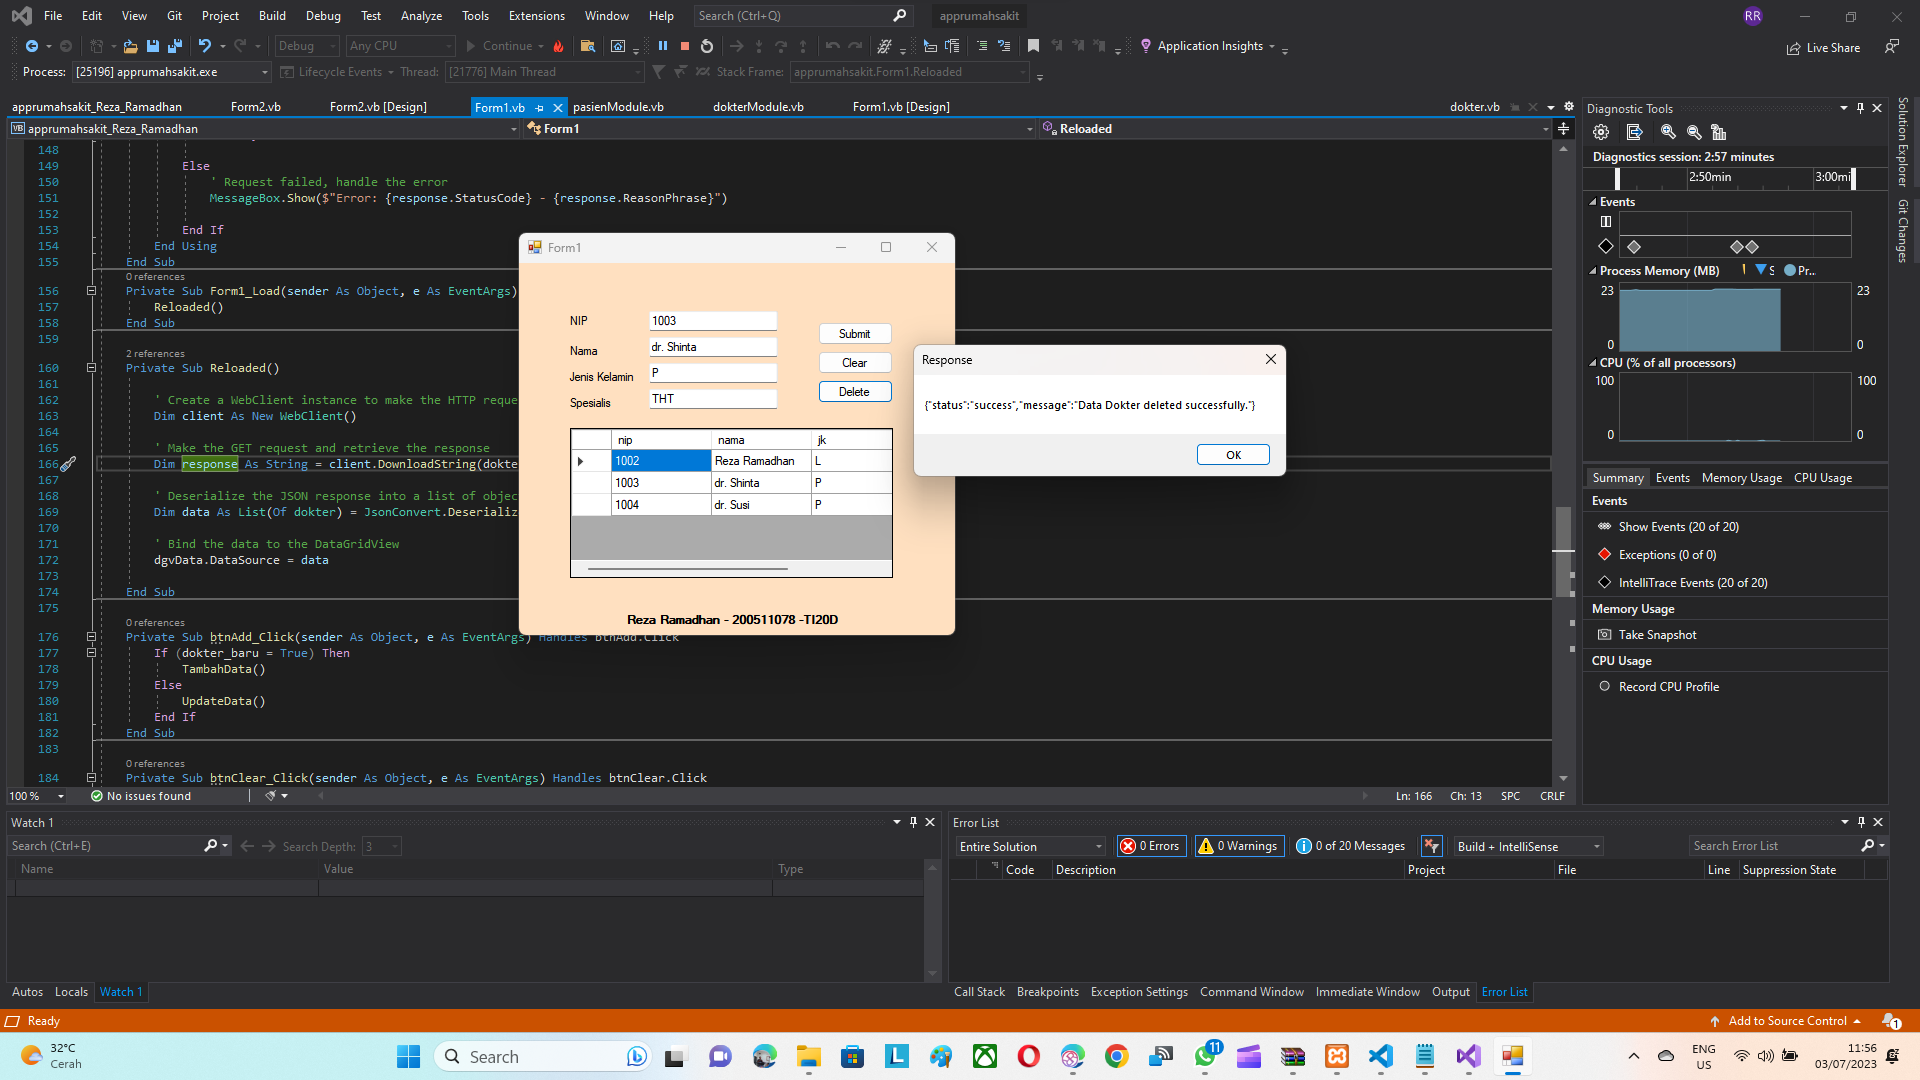 File Edit View Git Project Build Debug Test Analyze Tools Extensions Window Help Search (Ctrl+Q) apprumahsakit RR
Debug Any CPU Continue Application Insights Live Share
Process: [25196] apprumahsakit.exe Lifecycle Events Thread: [21776] Main Thread Stack Frame: apprumahsakit.Form1.Reloaded
apprumahsakit_Reza_Ramadhan Form2.vb Form2.vb [Design] Form1.vb pasienModule.vb dokterModule.vb Form1.vb [Design] dokter.vb
apprumahsakit_Reza_Ramadhan Form1 Reloaded
148
149 Else
150 ' Request failed, handle the error
151 MessageBox.Show($"Error: {response.StatusCode} - {response.ReasonPhrase}")
152
153 End If
154 End Using
155 End Sub
0 references
156 Private Sub Form1_Load(sender As Object, e As EventArgs)
157 Reloaded()
158 End Sub
159
2 references
160 Private Sub Reloaded()
161
162 ' Create a WebClient instance to make the HTTP reque
163 Dim client As New WebClient()
164
165 ' Make the GET request and retrieve the response
166 Dim response As String = client.DownloadString(dokte
167
168 ' Deserialize the JSON response into a list of objec
169 Dim data As List(Of dokter) = JsonConvert.Deserializ
170
171 ' Bind the data to the DataGridView
172 dgvData.DataSource = data
173
174 End Sub
175
0 references
176 Private Sub btnAdd_Click(sender As Object, e As EventArgs) Handles btnAdd.Click
177 If (dokter_baru = True) Then
178 TambahData()
179 Else
180 UpdateData()
181 End If
182 End Sub
183
0 references
184 Private Sub btnClear_Click(sender As Object, e As EventArgs) Handles btnClear.Click
100 % No issues found Ln: 166 Ch: 13 SPC CRLF
Form1
NIP 1003 Submit
Nama dr. Shinta Clear
Jenis Kelamin P Delete
Spesialis THT
nip nama jk
1002 Reza Ramadhan L
1003 dr. Shinta P
1004 dr. Susi P
Reza Ramadhan - 200511078 -TI20D
Response
{"status":"success","message":"Data Dokter deleted successfully."}
OK
Diagnostic Tools
Diagnostics session: 2:57 minutes
2:50min 3:00mi
Events
Process Memory (MB) S Pr...
23 23
0 0
CPU (% of all processors)
100 100
0 0
Summary Events Memory Usage CPU Usage
Events
Show Events (20 of 20)
Exceptions (0 of 0)
IntelliTrace Events (20 of 20)
Memory Usage
Take Snapshot
CPU Usage
Record CPU Profile
Solution Explorer
Git Changes
Watch 1
Search (Ctrl+E) Search Depth: 3
Name Value Type
Autos Locals Watch 1
Error List
Entire Solution 0 Errors 0 Warnings 0 of 20 Messages Build + IntelliSense Search Error List
Code Description Project File Line Suppression State
Call Stack Breakpoints Exception Settings Command Window Immediate Window Output Error List
Ready Add to Source Control 1
32°C
Cerah
Search
11
ENG
US
11:56
03/07/2023